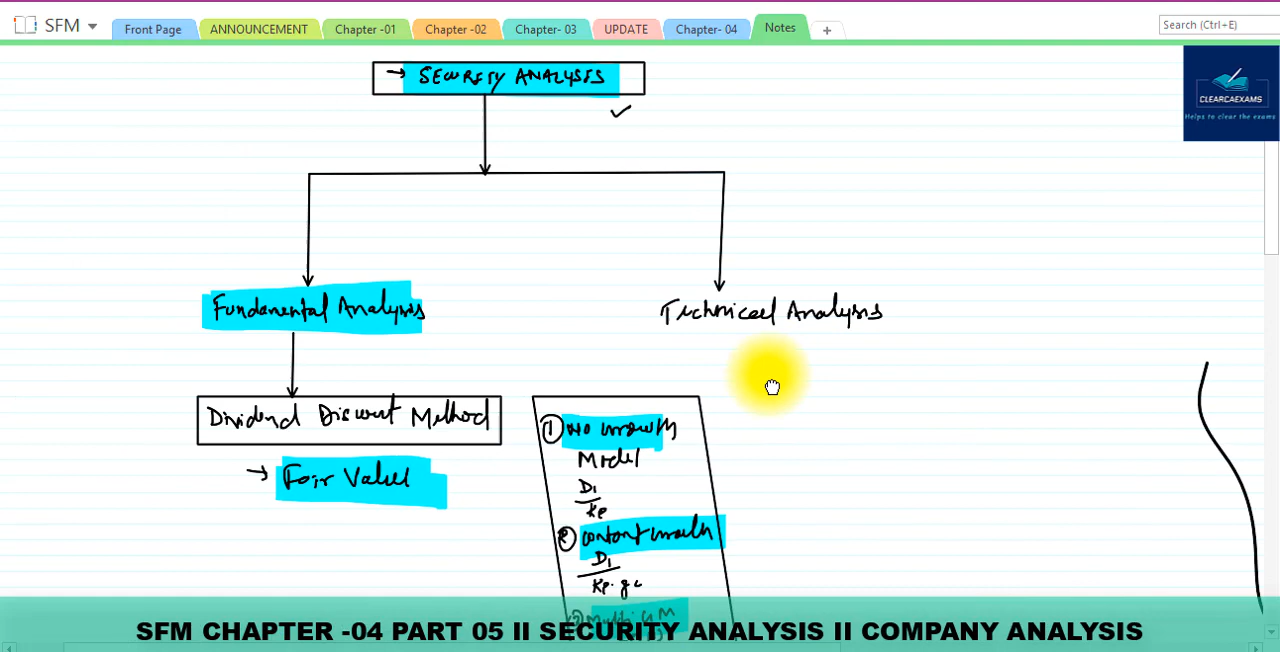 SFM
Front Page
ANNOUNCEMENT
Chapter -01
Chapter -02
Chapter- 03
UPDATE
Chapter- 04
Notes
Search (Ctrl+E)
CLEARCAEXAMS
Helps to clear the exams
→ SECURITY ANALYSES
Fundamental Analysis
Technical Analysis
Dividend Discount Method
→ Fair Value
① No Growth
Model
D1
Ke
② Constant Growth
D1
Ke-gc
SFM CHAPTER -04 PART 05 II SECURITY ANALYSIS II COMPANY ANALYSIS